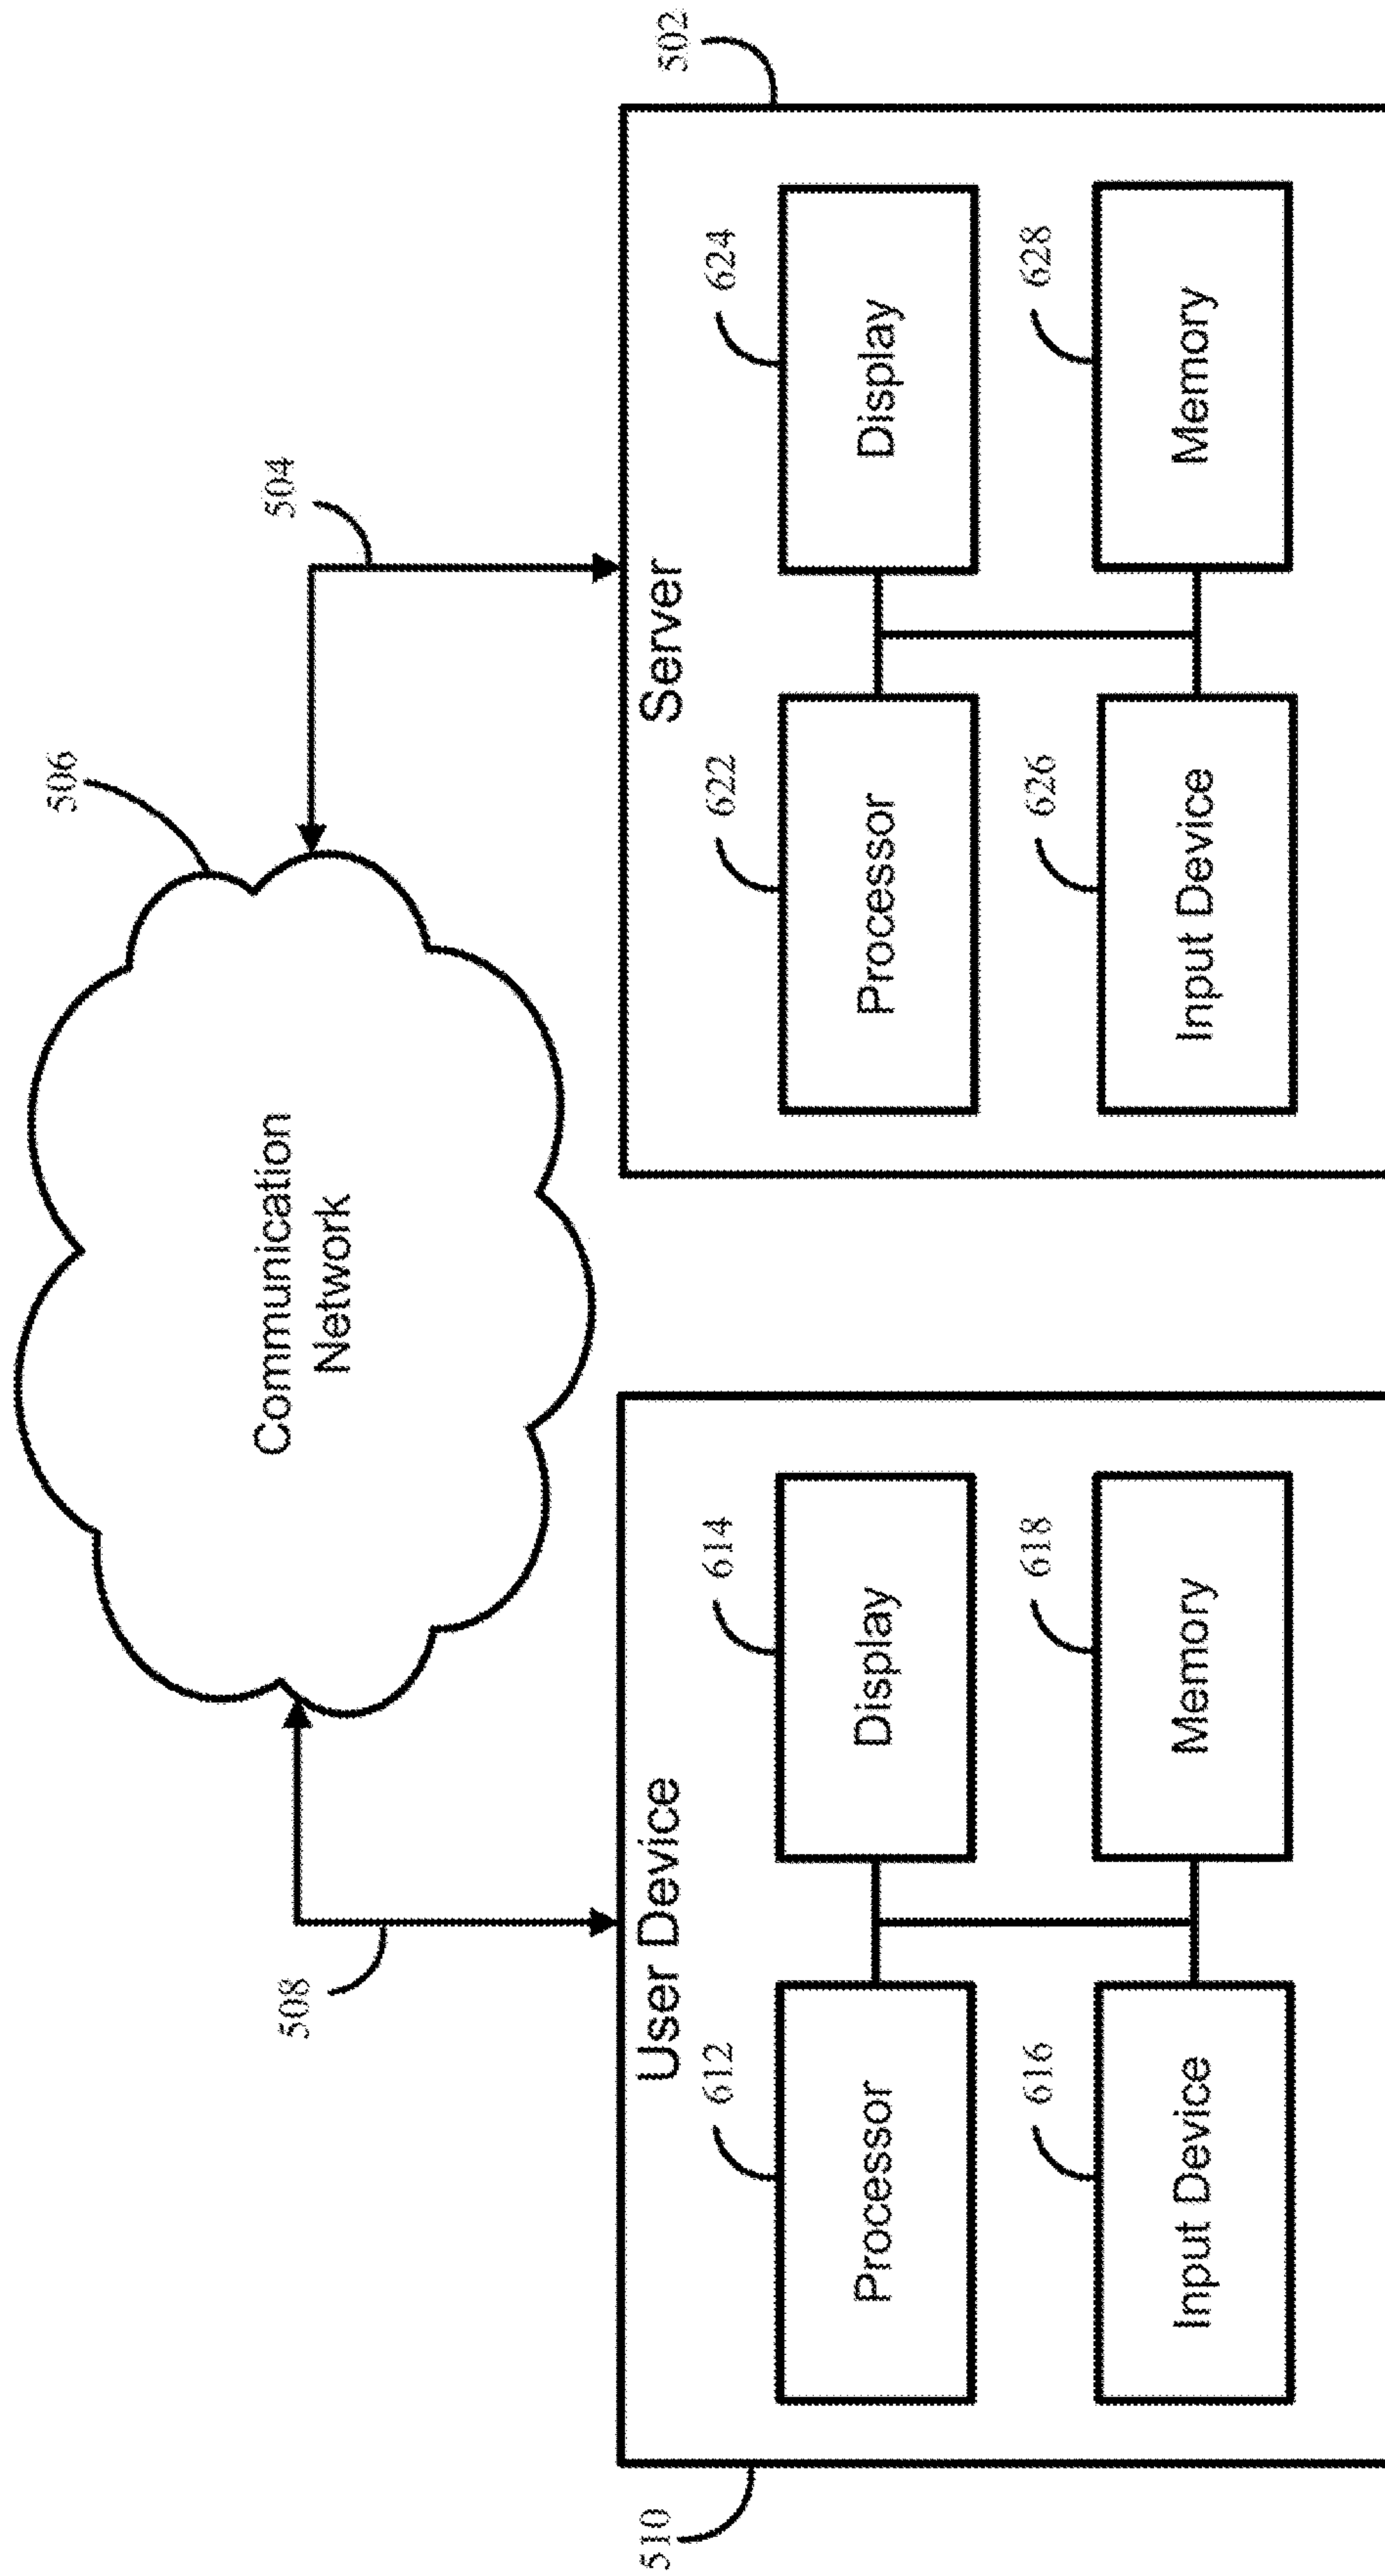 506
Communication
Network
508
504
510
User Device
612
Processor
614
Display
616
Input Device
618
Memory
502
Server
622
Processor
624
Display
626
Input Device
628
Memory